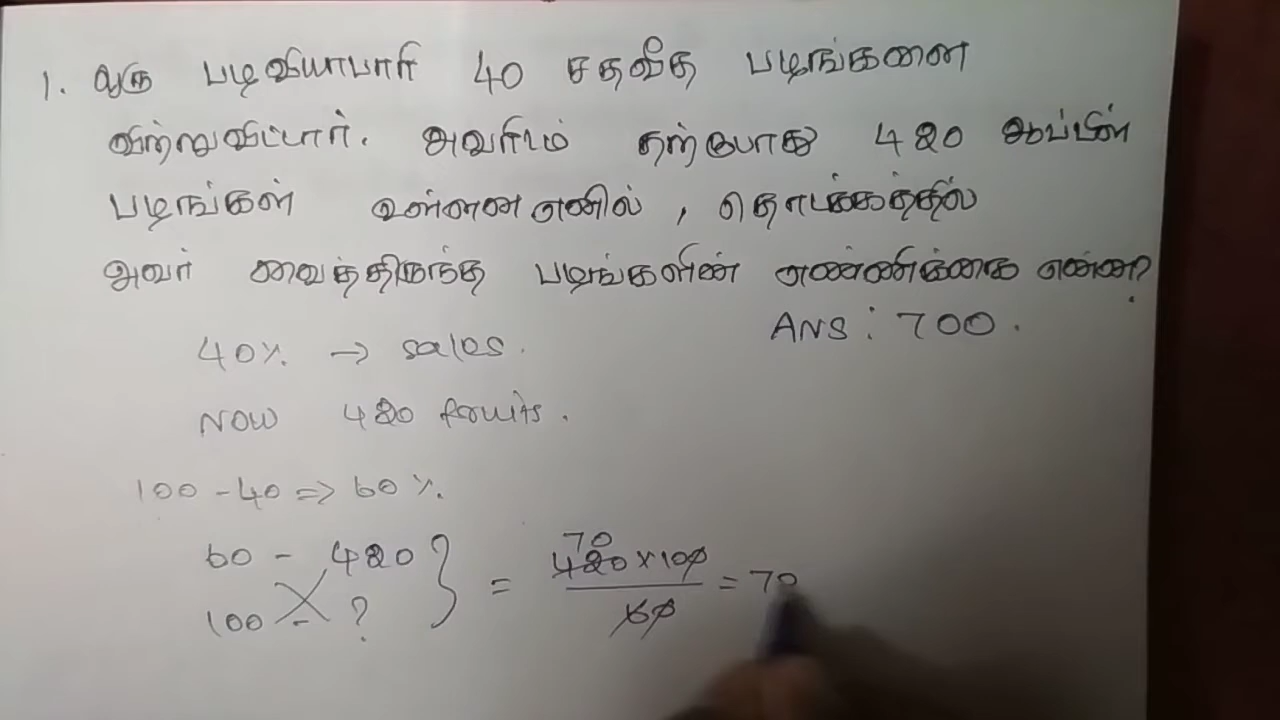 1. ஒரு பழவியாபாரி 40 சதவீத பழங்களை
விற்றுவிட்டார். அவரிடம் தற்போது 420 ஆப்பிள்
பழங்கள் உள்ளன எனில், தொடக்கத்தில்
அவர் வைத்திருந்த பழங்களின் எண்ணிக்கை என்ன?
ANS: 700.
40% → sales.
Now 420 fruits.
100 - 40 => 60%.
60 - 420
100 - ?
= 70 420 x 100 / 60 = 70